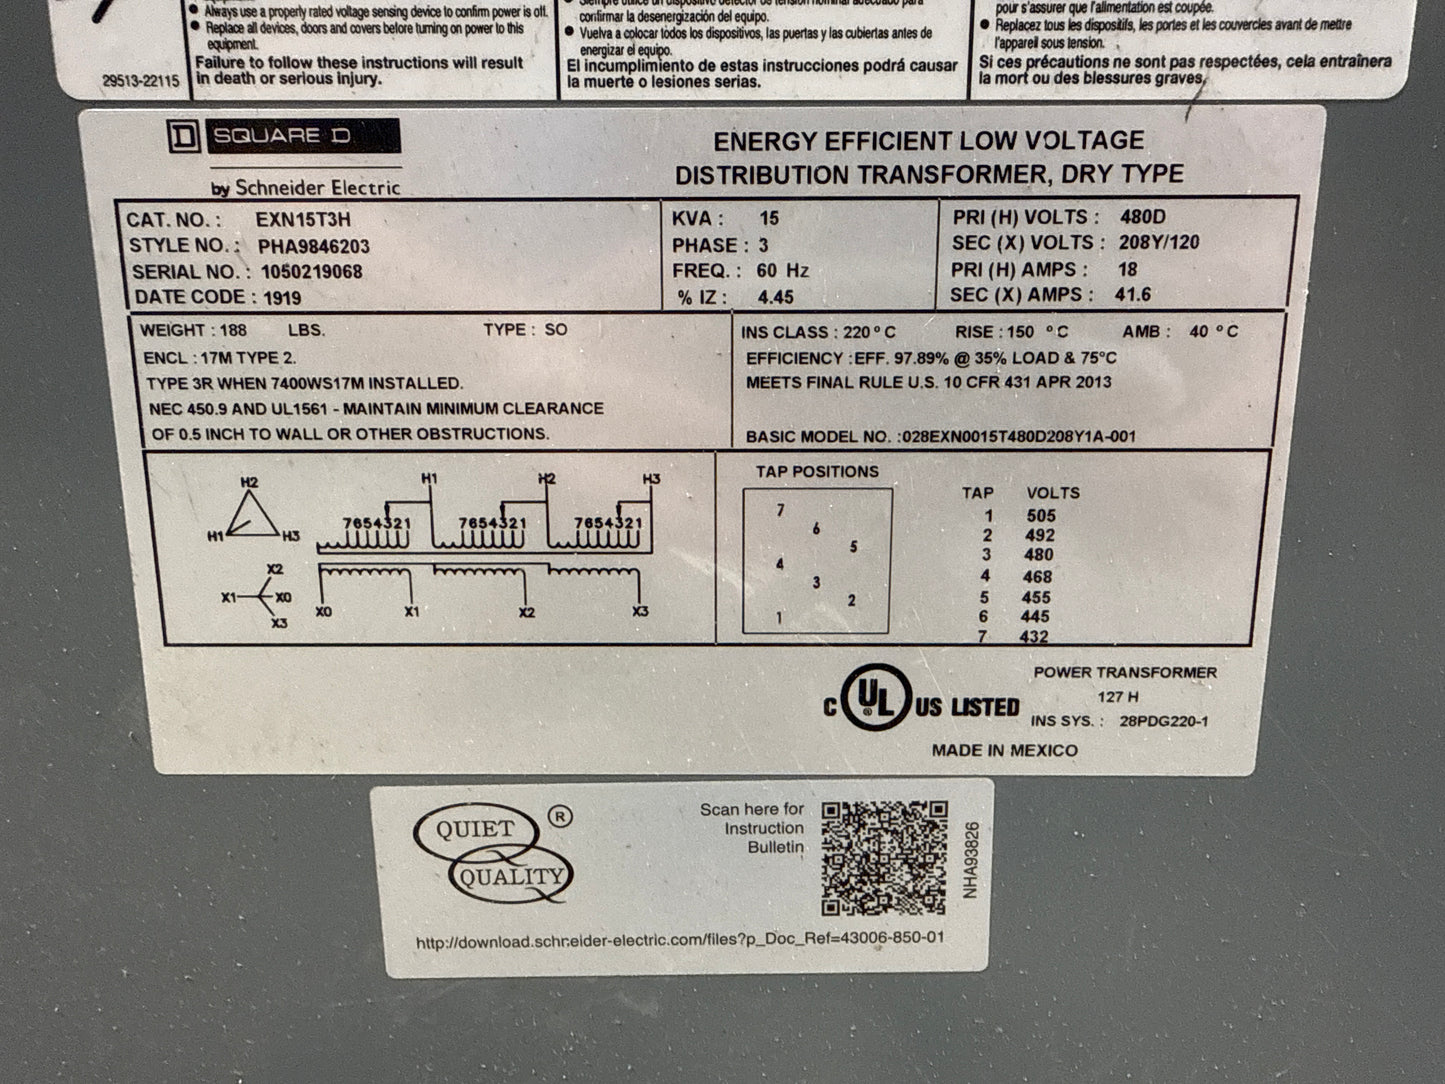 ● Always use a properly rated voltage sensing device to confirm power is off.
● Replace all devices, doors and covers before turning on power to this
equipment.
Failure to follow these instructions will result
in death or serious injury.
29513-22115
confirmar la desenergización del equipo.
● Vuelva a colocar todos los dispositivos, las puertas y las cubiertas antes de
energizar el equipo.
El incumplimiento de estas instrucciones podrá causar
la muerte o lesiones serias.
pour s'assurer que l'alimentation est coupée.
● Replacez tous les dispositifs, les portes et les couvercles avant de mettre
l'appareil sous tension.
Si ces précautions ne sont pas respectées, cela entraînera
la mort ou des blessures graves.
D SQUARE D
by Schneider Electric
ENERGY EFFICIENT LOW VOLTAGE
DISTRIBUTION TRANSFORMER, DRY TYPE
CAT. NO. : EXN15T3H
STYLE NO. : PHA9846203
SERIAL NO. : 1050219068
DATE CODE : 1919
KVA : 15
PHASE : 3
FREQ. : 60 Hz
% IZ : 4.45
PRI (H) VOLTS : 480D
SEC (X) VOLTS : 208Y/120
PRI (H) AMPS : 18
SEC (X) AMPS : 41.6
WEIGHT : 188 LBS. TYPE : SO
ENCL : 17M TYPE 2.
TYPE 3R WHEN 7400WS17M INSTALLED.
NEC 450.9 AND UL1561 - MAINTAIN MINIMUM CLEARANCE
OF 0.5 INCH TO WALL OR OTHER OBSTRUCTIONS.
INS CLASS : 220 º C RISE : 150 º C AMB : 40 º C
EFFICIENCY : EFF. 97.89% @ 35% LOAD & 75°C
MEETS FINAL RULE U.S. 10 CFR 431 APR 2013
BASIC MODEL NO. :028EXN0015T480D208Y1A-001
H2
H1 H3
X2
X1 X0
X3
H1 H2 H3
7654321 7654321 7654321
X0 X1 X2 X3
TAP POSITIONS
7
6
5
4
3
2
1
TAP VOLTS
1 505
2 492
3 480
4 468
5 455
6 445
7 432
C UL ® US LISTED
POWER TRANSFORMER
127 H
INS SYS. : 28PDG220-1
MADE IN MEXICO
QUIET ®
QUALITY
Scan here for
Instruction
Bulletin
NHA93826
http://download.schneider-electric.com/files?p_Doc_Ref=43006-850-01